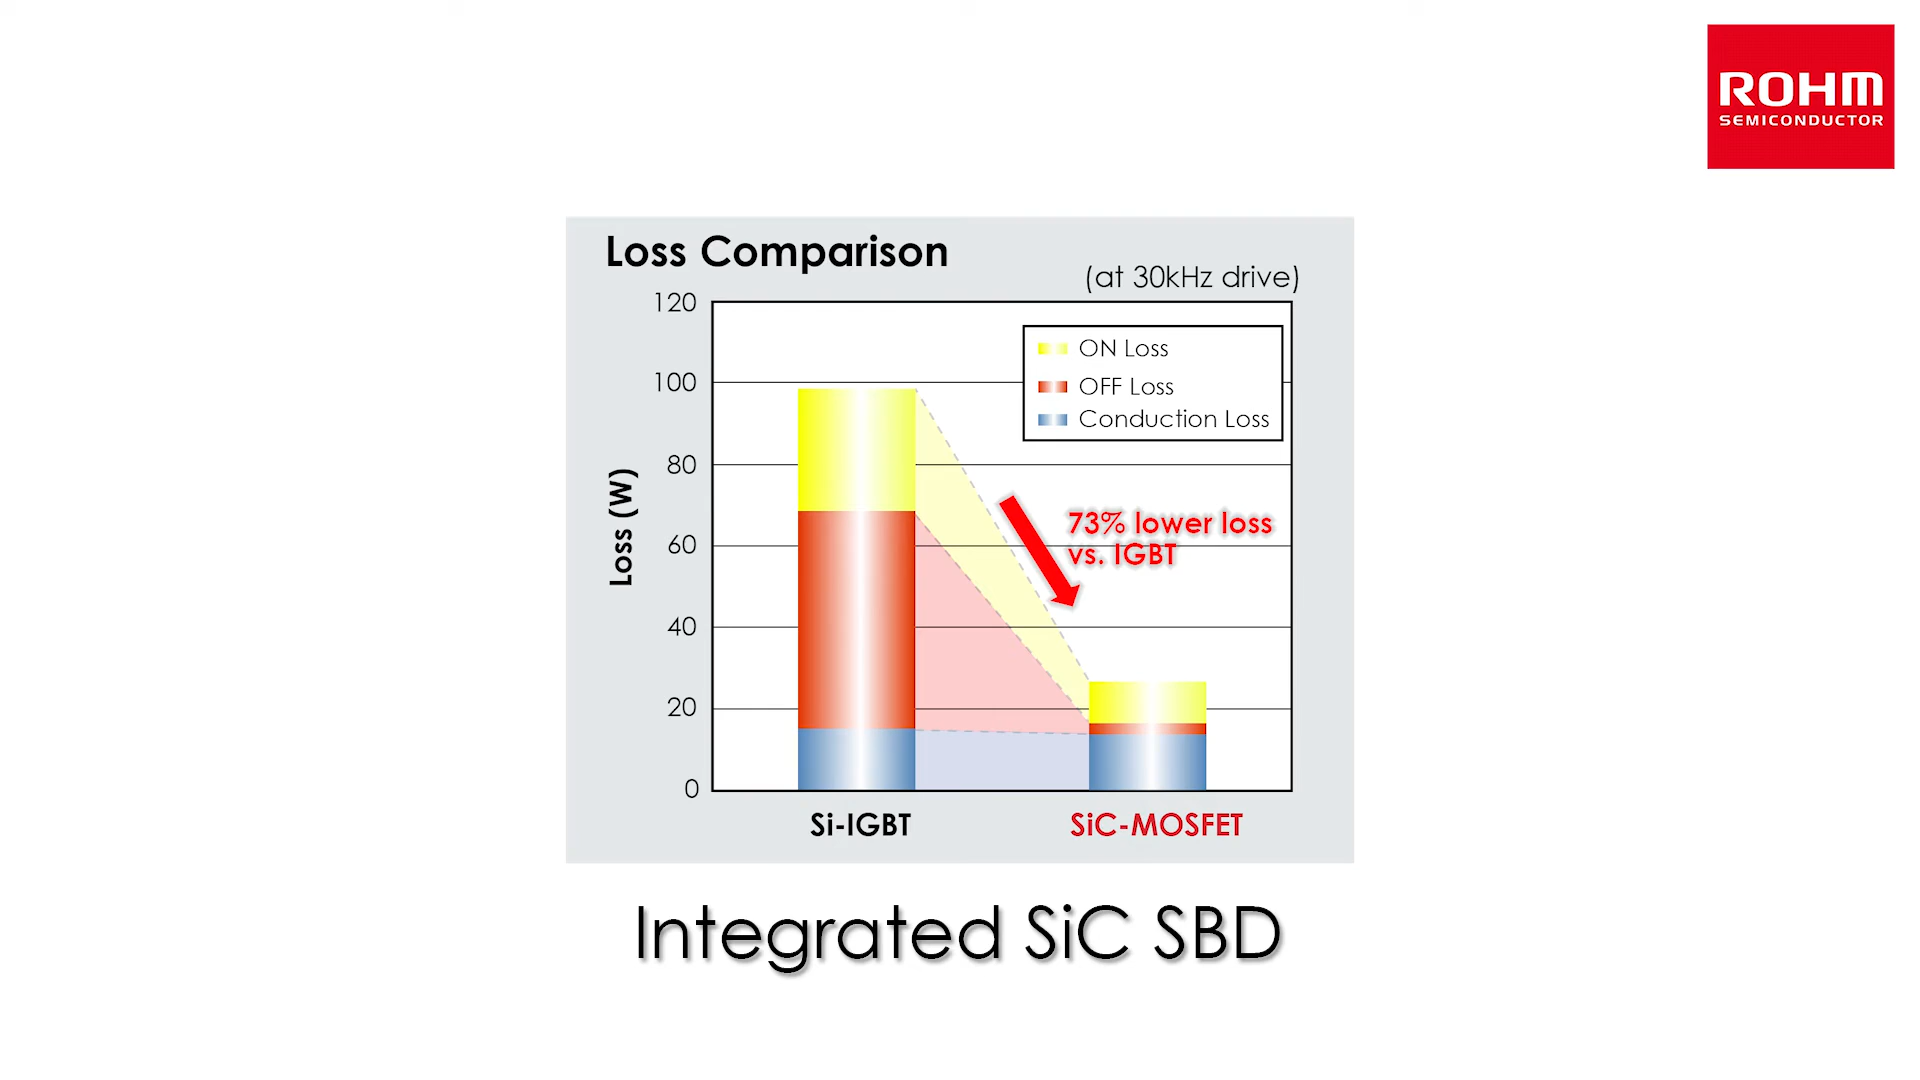 ROHM
SEMICONDUCTOR
Loss Comparison
(at 30kHz drive)
120
100
80
60
40
20
0
Loss (W)
ON Loss
OFF Loss
Conduction Loss
73% lower loss
vs. IGBT
Si-IGBT
SiC-MOSFET
Integrated SiC SBD